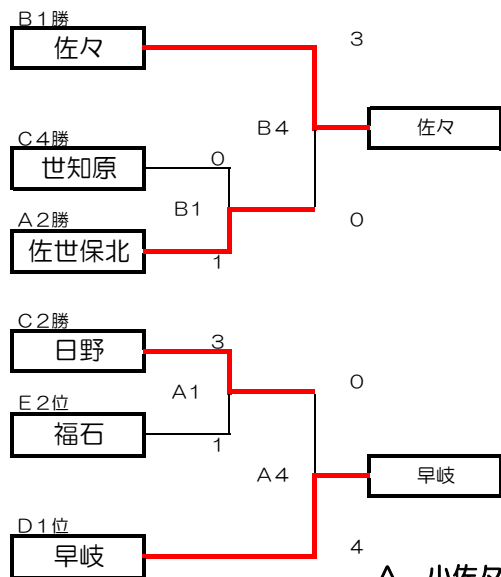 B1勝
佐々
3
B4
佐々
C4勝
世知原
0
B1
A2勝
佐世保北
1
0
C2勝
日野
3
0
A1
E2位
福石
1
A4
早岐
D1位
早岐
4